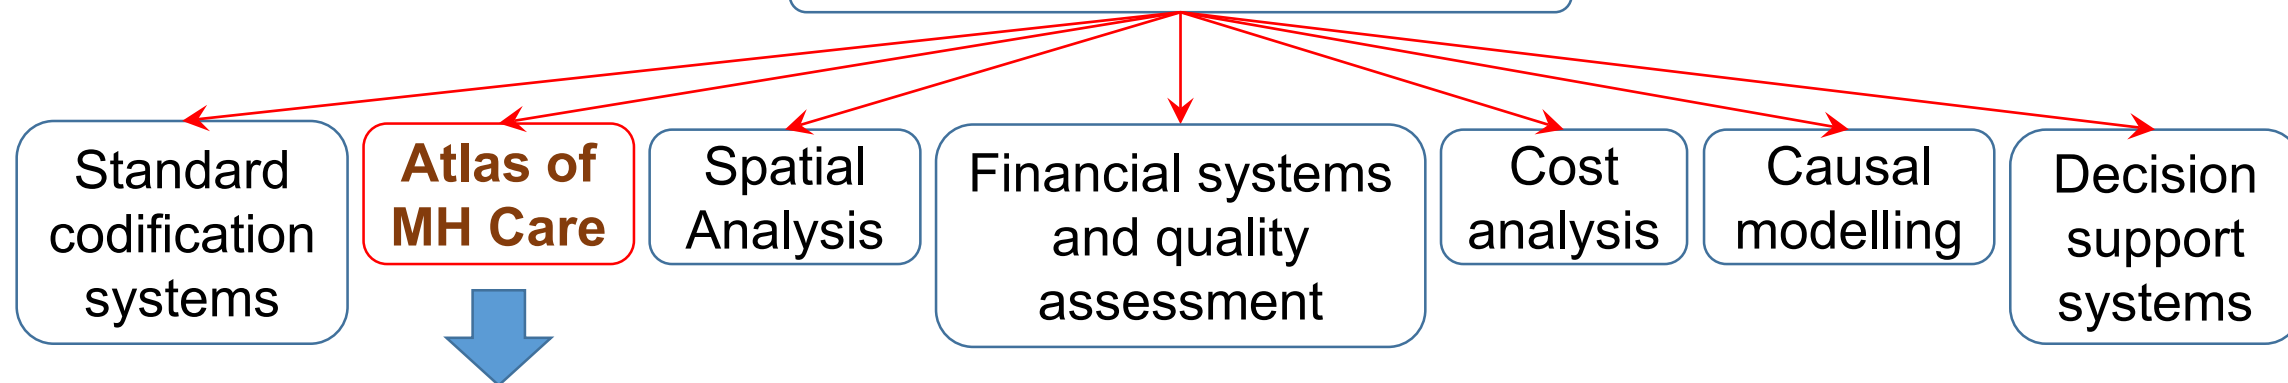 Standard
codification
systems
Atlas of
MH Care
Spatial
Analysis
Financial systems
and quality
assessment
Cost
analysis
Causal
modelling
Decision
support
systems